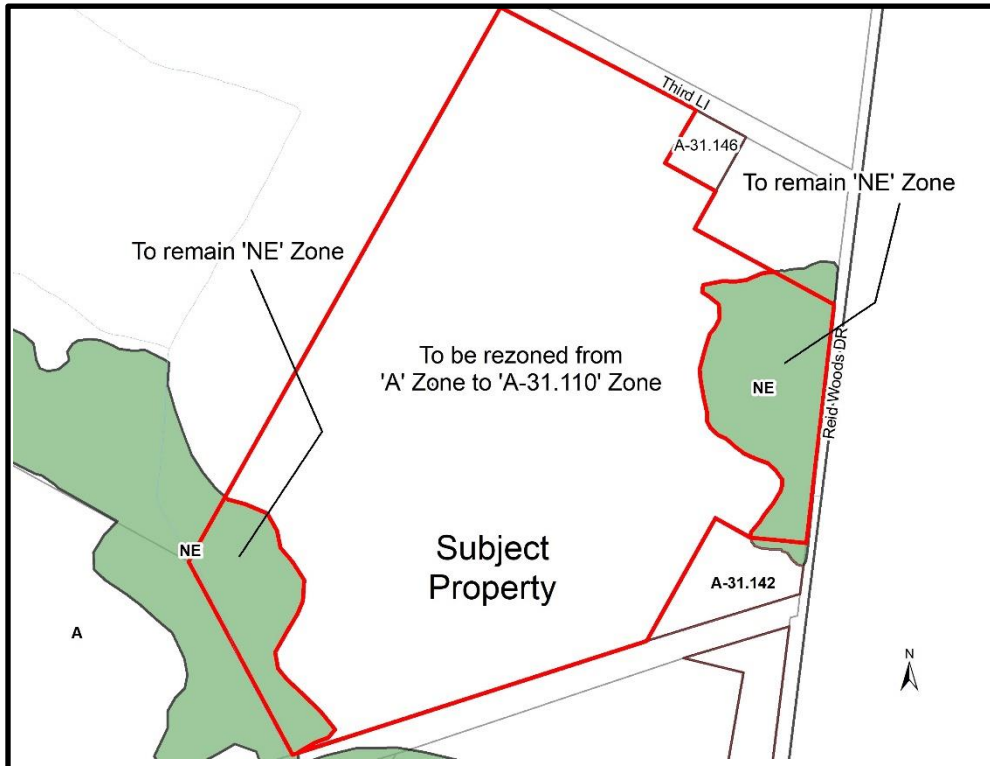 Third LI
A-31.146
To remain 'NE' Zone
To remain 'NE' Zone
To be rezoned from
'A' Zone to 'A-31.110' Zone
NE
Reid Woods DR
Subject
Property
NE
A-31.142
A
N